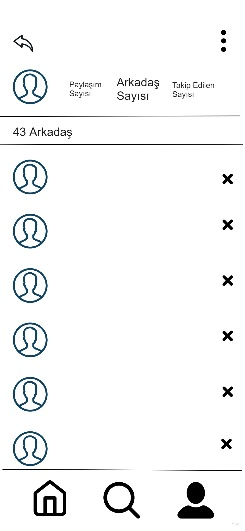 Paylaşım
Sayısı
Arkadaş
Sayısı
Takip Edilen
Sayısı
43 Arkadaş